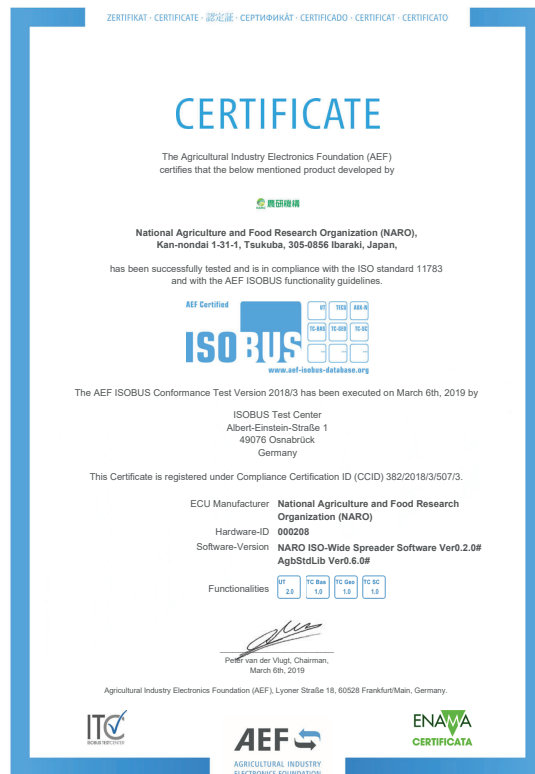 ZERTIFIKAT · CERTIFICATE · 認定証 · СЕРТИФИКАТ · CERTIFICADO · CERTIFICAT · CERTIFICATO
CERTIFICATE
The Agricultural Industry Electronics Foundation (AEF)
certifies that the below mentioned product developed by
NARO 農研機構
National Agriculture and Food Research Organization (NARO),
Kan-nondai 1-31-1, Tsukuba, 305-0856 Ibaraki, Japan,
has been successfully tested and is in compliance with the ISO standard 11783
and with the AEF ISOBUS functionality guidelines.
AEF Certified
UT TECU AUX-N
ISOBUS
TC-BAS TC-GEO TC-SC
www.aef-isobus-database.org
The AEF ISOBUS Conformance Test Version 2018/3 has been executed on March 6th, 2019 by
ISOBUS Test Center
Albert-Einstein-Straße 1
49076 Osnabrück
Germany
This Certificate is registered under Compliance Certification ID (CCID) 382/2018/3/507/3.
ECU Manufacturer National Agriculture and Food Research
Organization (NARO)
Hardware-ID 000208
Software-Version NARO ISO-Wide Spreader Software Ver0.2.0#
AgbStdLib Ver0.6.0#
UT TC Bas TC Geo TC SC
Functionalities 2.0 1.0 1.0 1.0
Peter van der Vlugt, Chairman,
March 6th, 2019
Agricultural Industry Electronics Foundation (AEF), Lyoner Straße 18, 60528 Frankfurt/Main, Germany.
ITC
ISOBUS TESTCENTER
AEF
AGRICULTURAL INDUSTRY
ELECTRONICS FOUNDATION
ENAMA
CERTIFICATA